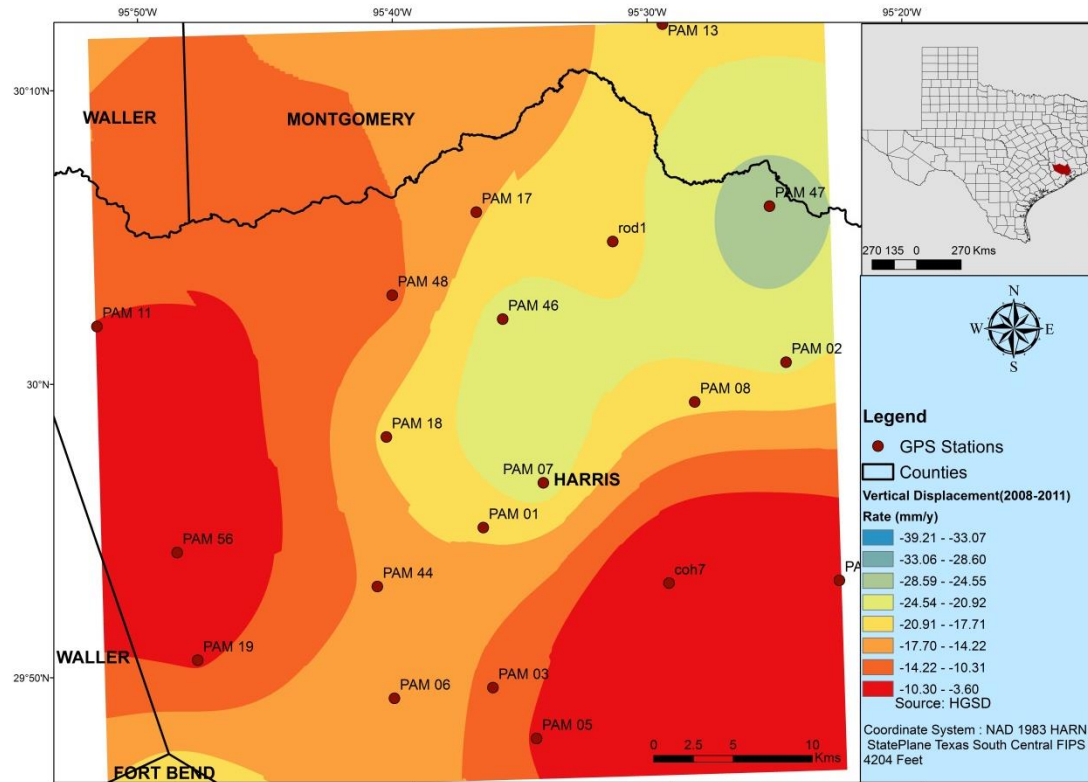 95°50'W
95°40'W
95°30'W
95°20'W
PAM 13
30°10'N
WALLER
MONTGOMERY
PAM 17
PAM 47
rod1
PAM 48
PAM 46
PAM 11
PAM 02
30°N
PAM 08
PAM 18
PAM 07
HARRIS
PAM 01
PAM 56
PAM 44
coh7
PA
WALLER
PAM 19
29°50'N
PAM 06
PAM 03
PAM 05
FORT BEND
0 2.5 5 10
Kms
270 135 0 270 Kms
N
W E
S
Legend
GPS Stations
Counties
Vertical Displacement(2008-2011)
Rate (mm/y)
-39.21 - -33.07
-33.06 - -28.60
-28.59 - -24.55
-24.54 - -20.92
-20.91 - -17.71
-17.70 - -14.22
-14.22 - -10.31
-10.30 - -3.60
Source: HGSD
Coordinate System : NAD 1983 HARN
StatePlane Texas South Central FIPS
4204 Feet